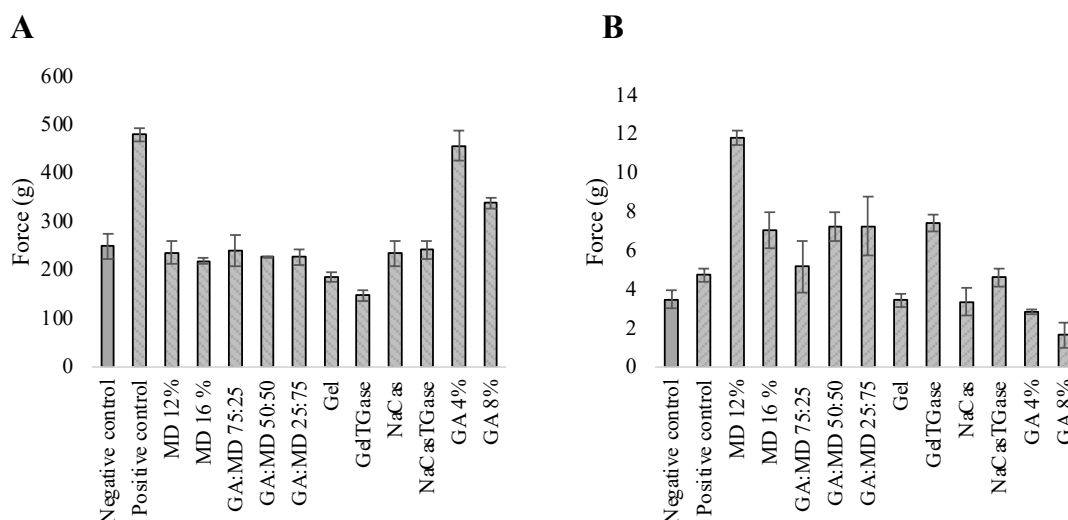 A
600
500
400
300
200
100
0
Force (g)
Negative control
Positive control
MD 12%
MD 16 %
GA:MD 75:25
GA:MD 50:50
GA:MD 25:75
Gel
GelTGase
NaCas
NaCasTGase
GA 4%
GA 8%
B
14
12
10
8
6
4
2
0
Force (g)
Negative control
Positive control
MD 12%
MD 16 %
GA:MD 75:25
GA:MD 50:50
GA:MD 25:75
Gel
GelTGase
NaCas
NaCasTGase
GA 4%
GA 8%